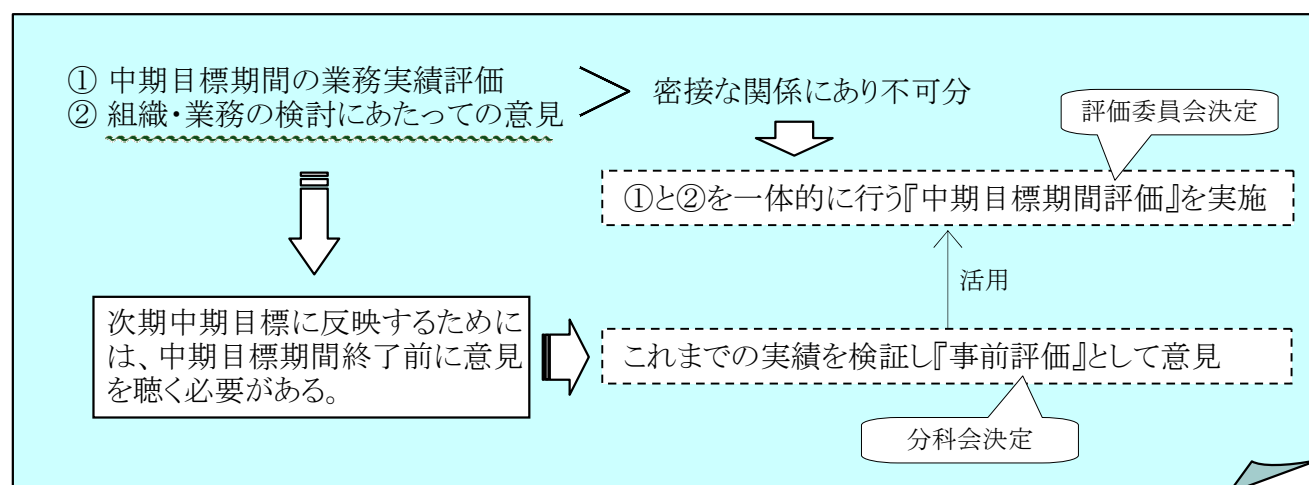 ① 中期目標期間の業務実績評価
② 組織・業務の検討にあたっての意見
密接な関係にあり不可分
評価委員会決定
①と②を一体的に行う『中期目標期間評価』を実施
活用
次期中期目標に反映するために
は、中期目標期間終了前に意見
を聴く必要がある。
これまでの実績を検証し『事前評価』として意見
分科会決定